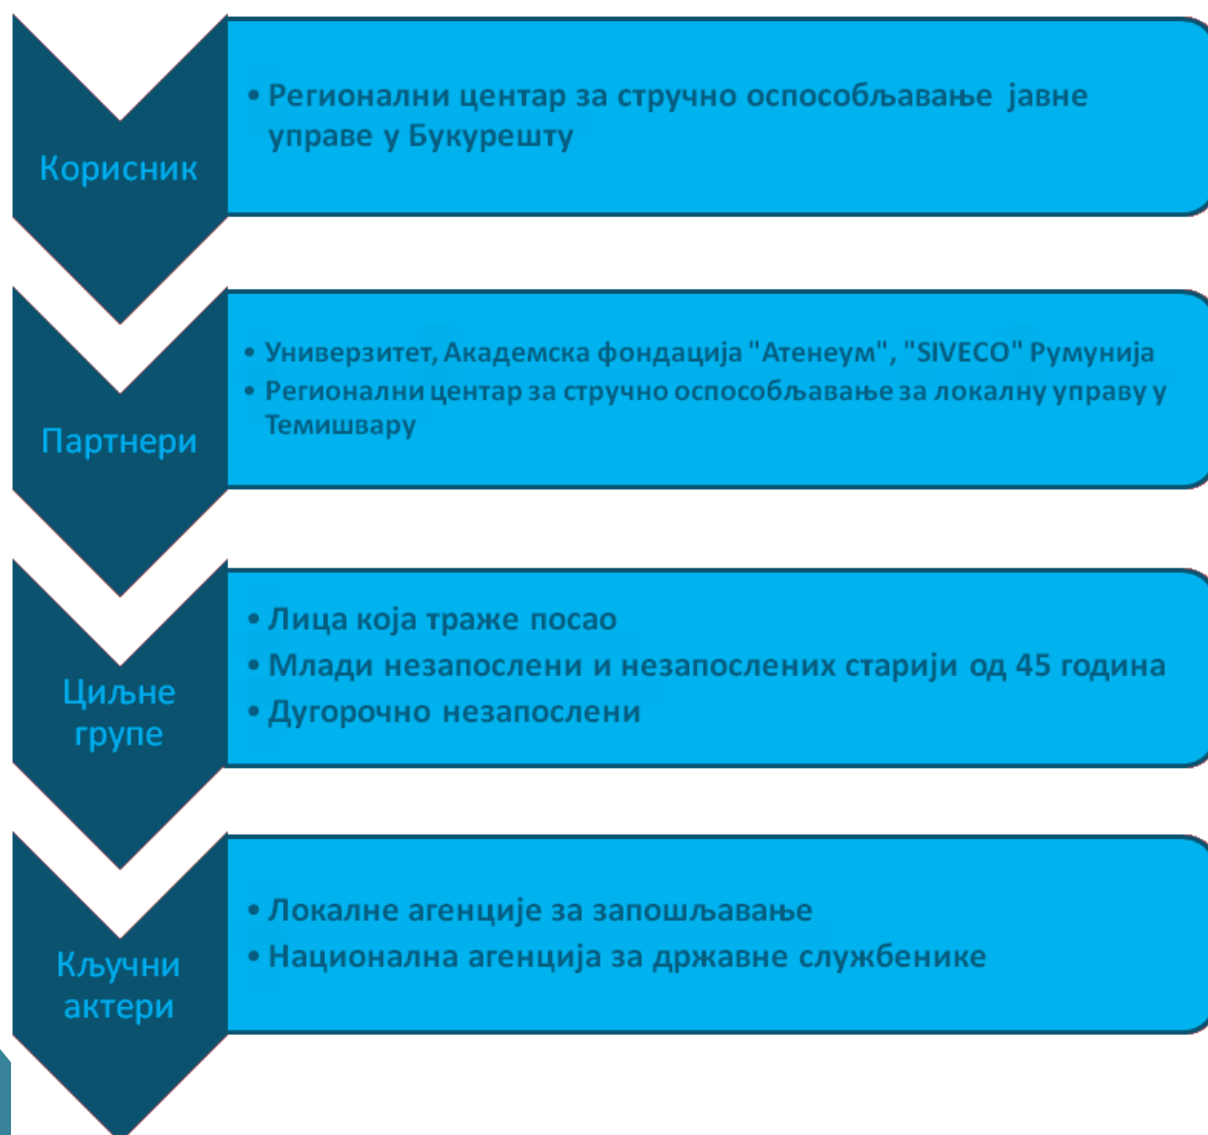 Корисник
• Регионални центар за стручно оспособљавање јавне
управе у Букурешту
Партнери
• Универзитет, Академска фондација "Атенеум", "SIVECO" Румунија
• Регионални центар за стручно оспособљавање за локалну управу у
Темишвару
Циљне
групе
• Лица која траже посао
• Млади незапослени и незапослених старији од 45 година
• Дугорочно незапослени
Кључни
актери
• Локалне агенције за запошљавање
• Национална агенција за државне службенике